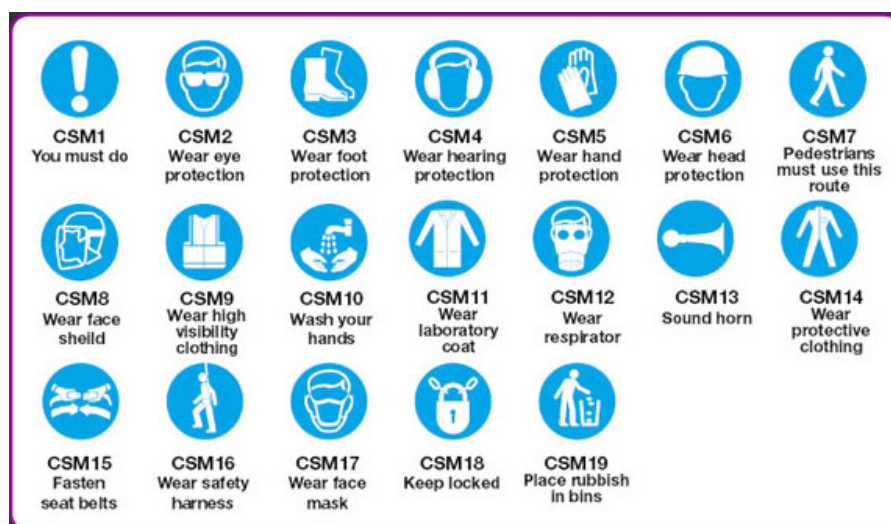 CSM1
You must do
CSM2
Wear eye
protection
CSM3
Wear foot
protection
CSM4
Wear hearing
protection
CSM5
Wear hand
protection
CSM6
Wear head
protection
CSM7
Pedestrians
must use this
route
CSM8
Wear face
sheild
CSM9
Wear high
visibility
clothing
CSM10
Wash your
hands
CSM11
Wear
laboratory
coat
CSM12
Wear
respirator
CSM13
Sound horn
CSM14
Wear
protective
clothing
CSM15
Fasten
seat belts
CSM16
Wear safety
harness
CSM17
Wear face
mask
CSM18
Keep locked
CSM19
Place rubbish
in bins